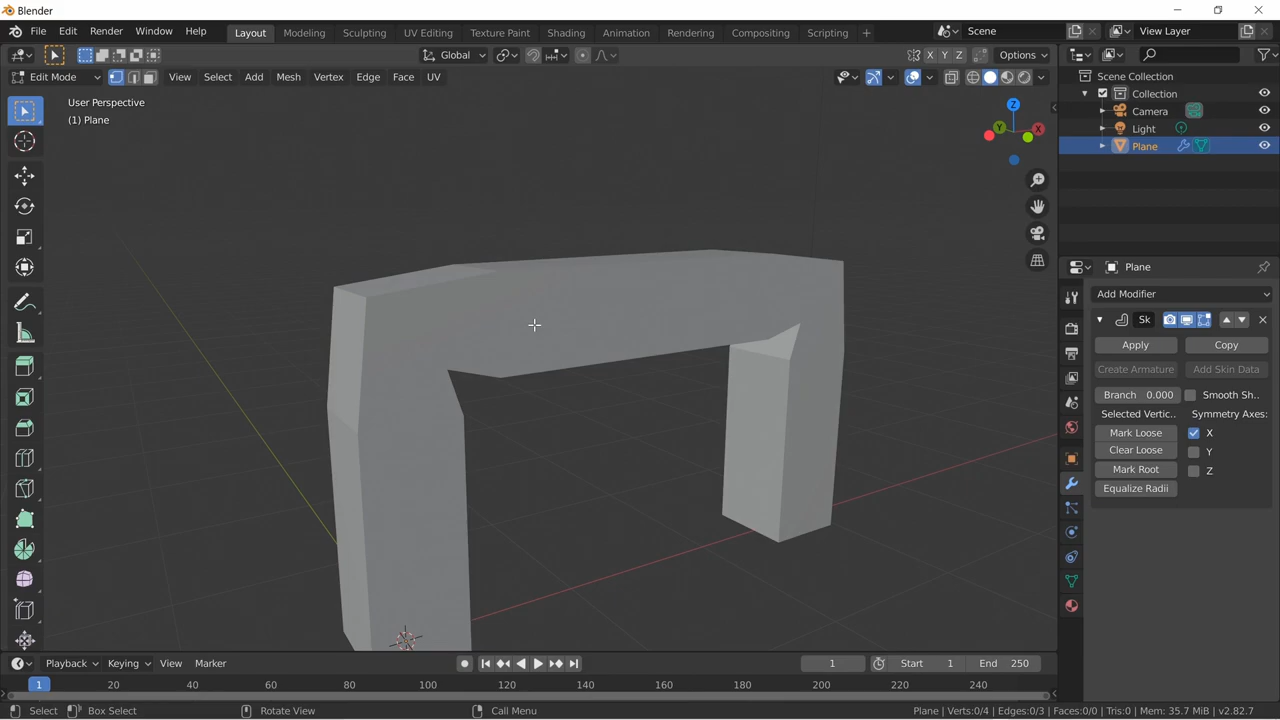 Blender
File Edit Render Window Help Layout Modeling Sculpting UV Editing Texture Paint Shading Animation Rendering Compositing Scripting + Scene View Layer
Global X Y Z Options
Edit Mode View Select Add Mesh Vertex Edge Face UV
User Perspective
(1) Plane
Z
Y X
Scene Collection
Collection
Camera
Light
Plane
Plane
Add Modifier
Sk
Apply Copy
Create Armature Add Skin Data
Branch 0.000 Smooth Sh..
Selected Vertic.. Symmetry Axes:
Mark Loose X
Clear Loose Y
Mark Root Z
Equalize Radii
Playback Keying View Marker 1 Start 1 End 250
1 20 40 60 80 100 120 140 160 180 200 220 240
Select Box Select Rotate View Call Menu Plane | Verts:0/4 | Edges:0/3 | Faces:0/0 | Tris:0 | Mem: 35.7 MiB | v2.82.7